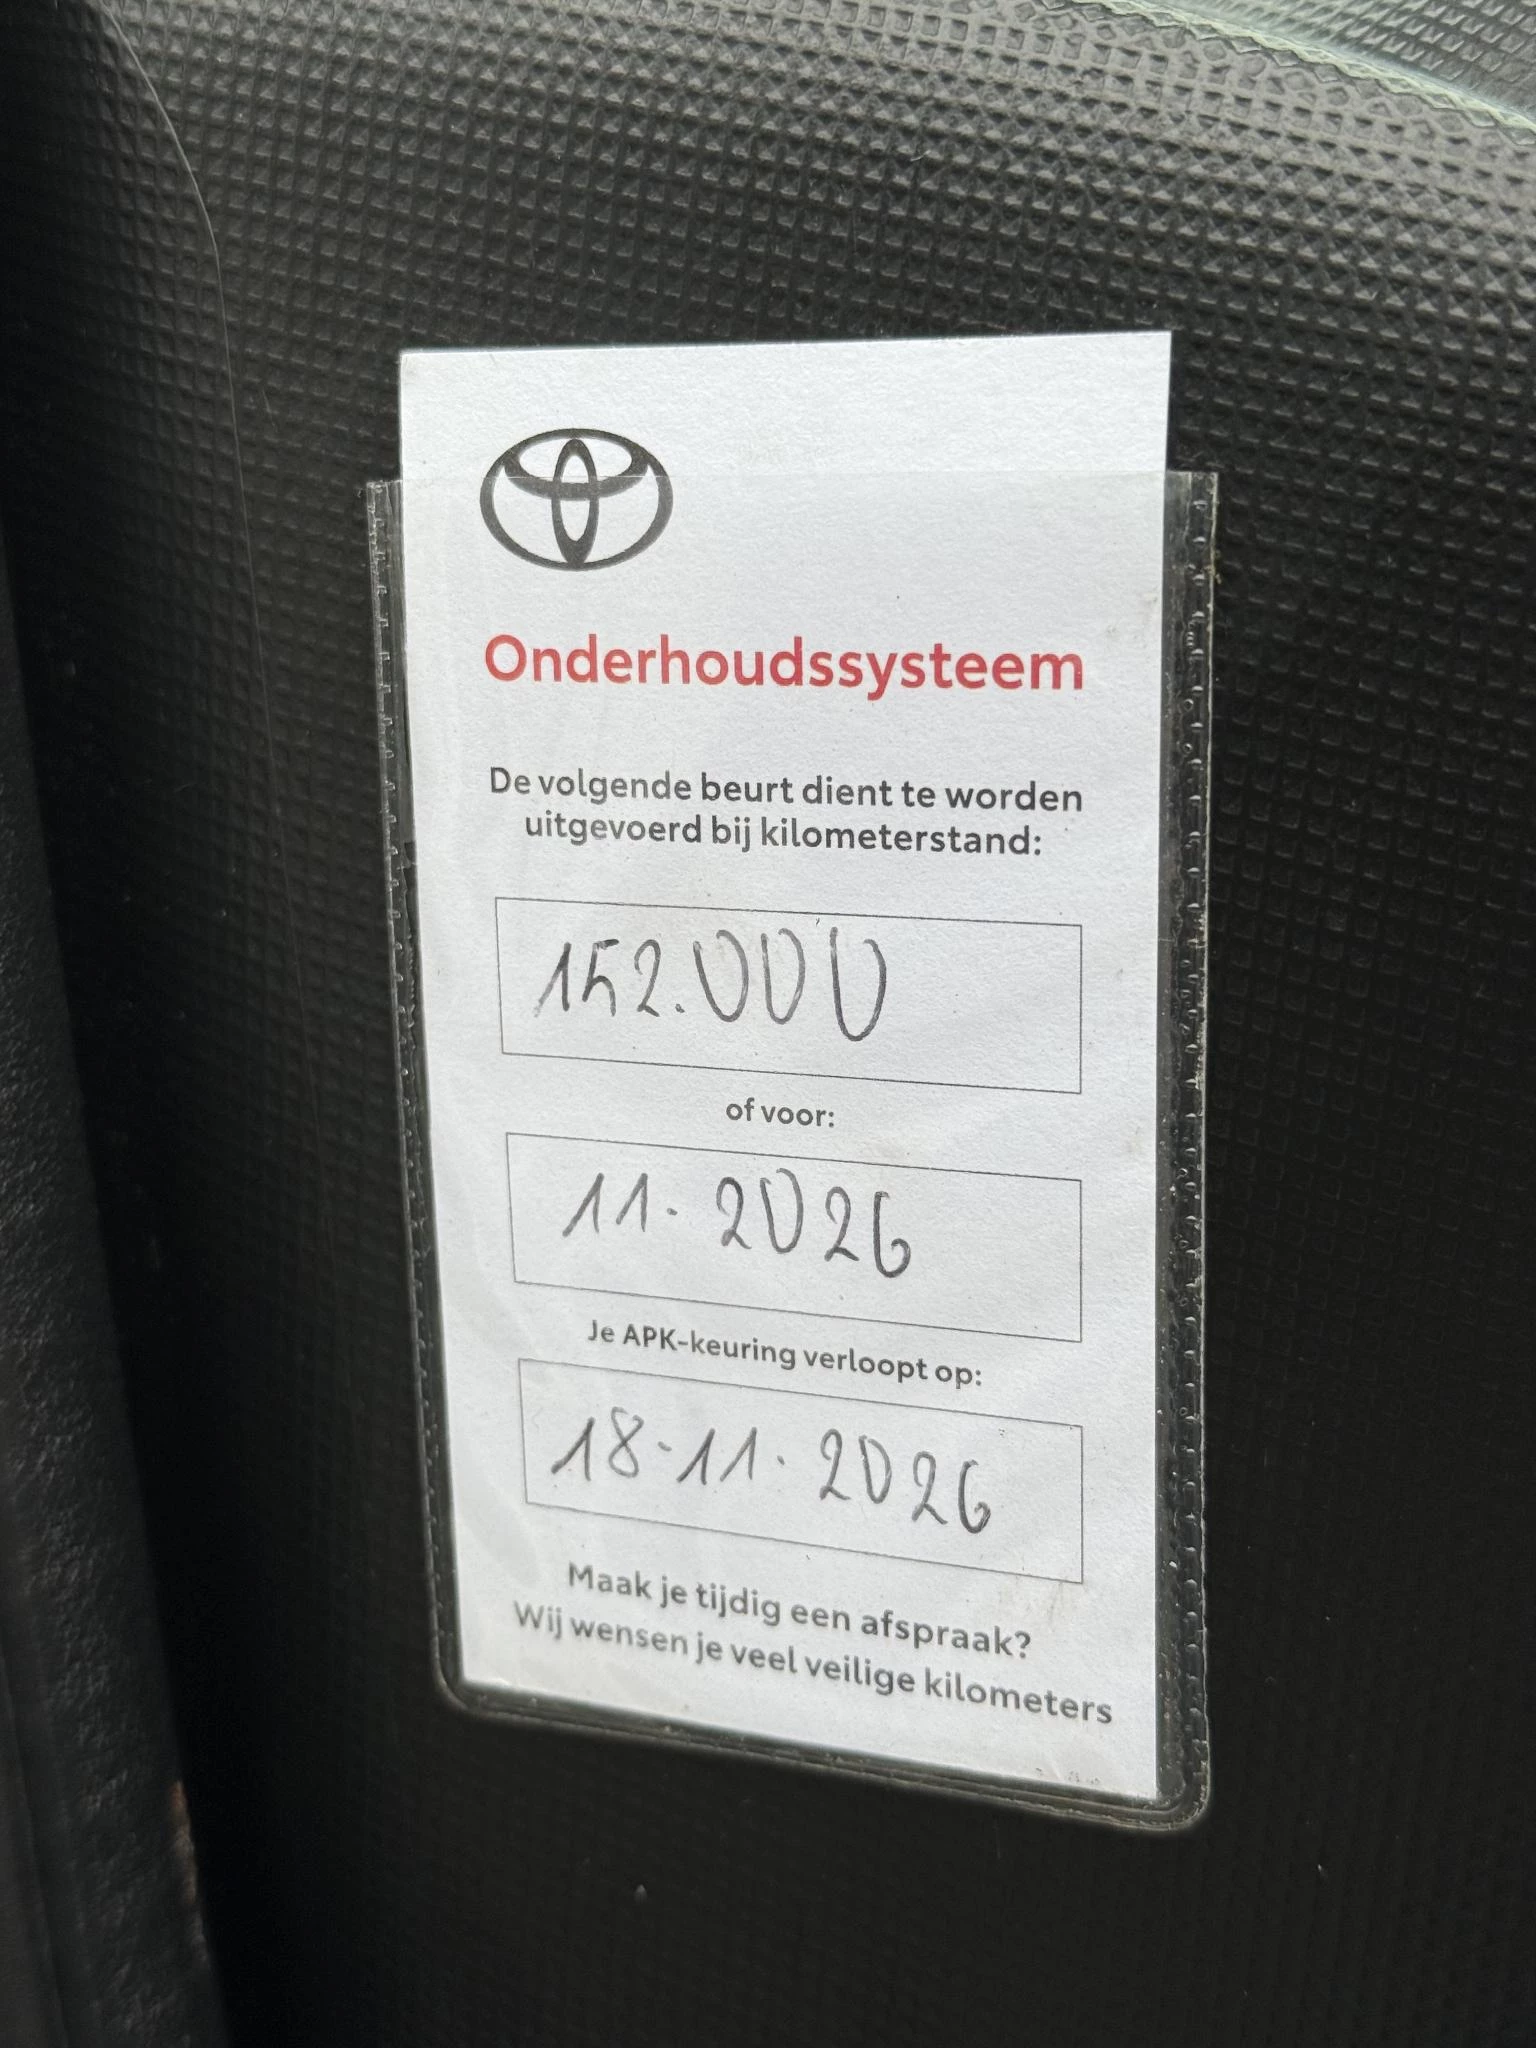 Onderhoudssysteem
De volgende beurt dient te worden
uitgevoerd bij kilometerstand:
152.000
of voor:
11.2026
Je APK-keuring verloopt op:
18.11.2026
Maak je tijdig een afspraak?
Wij wensen je veel veilige kilometers